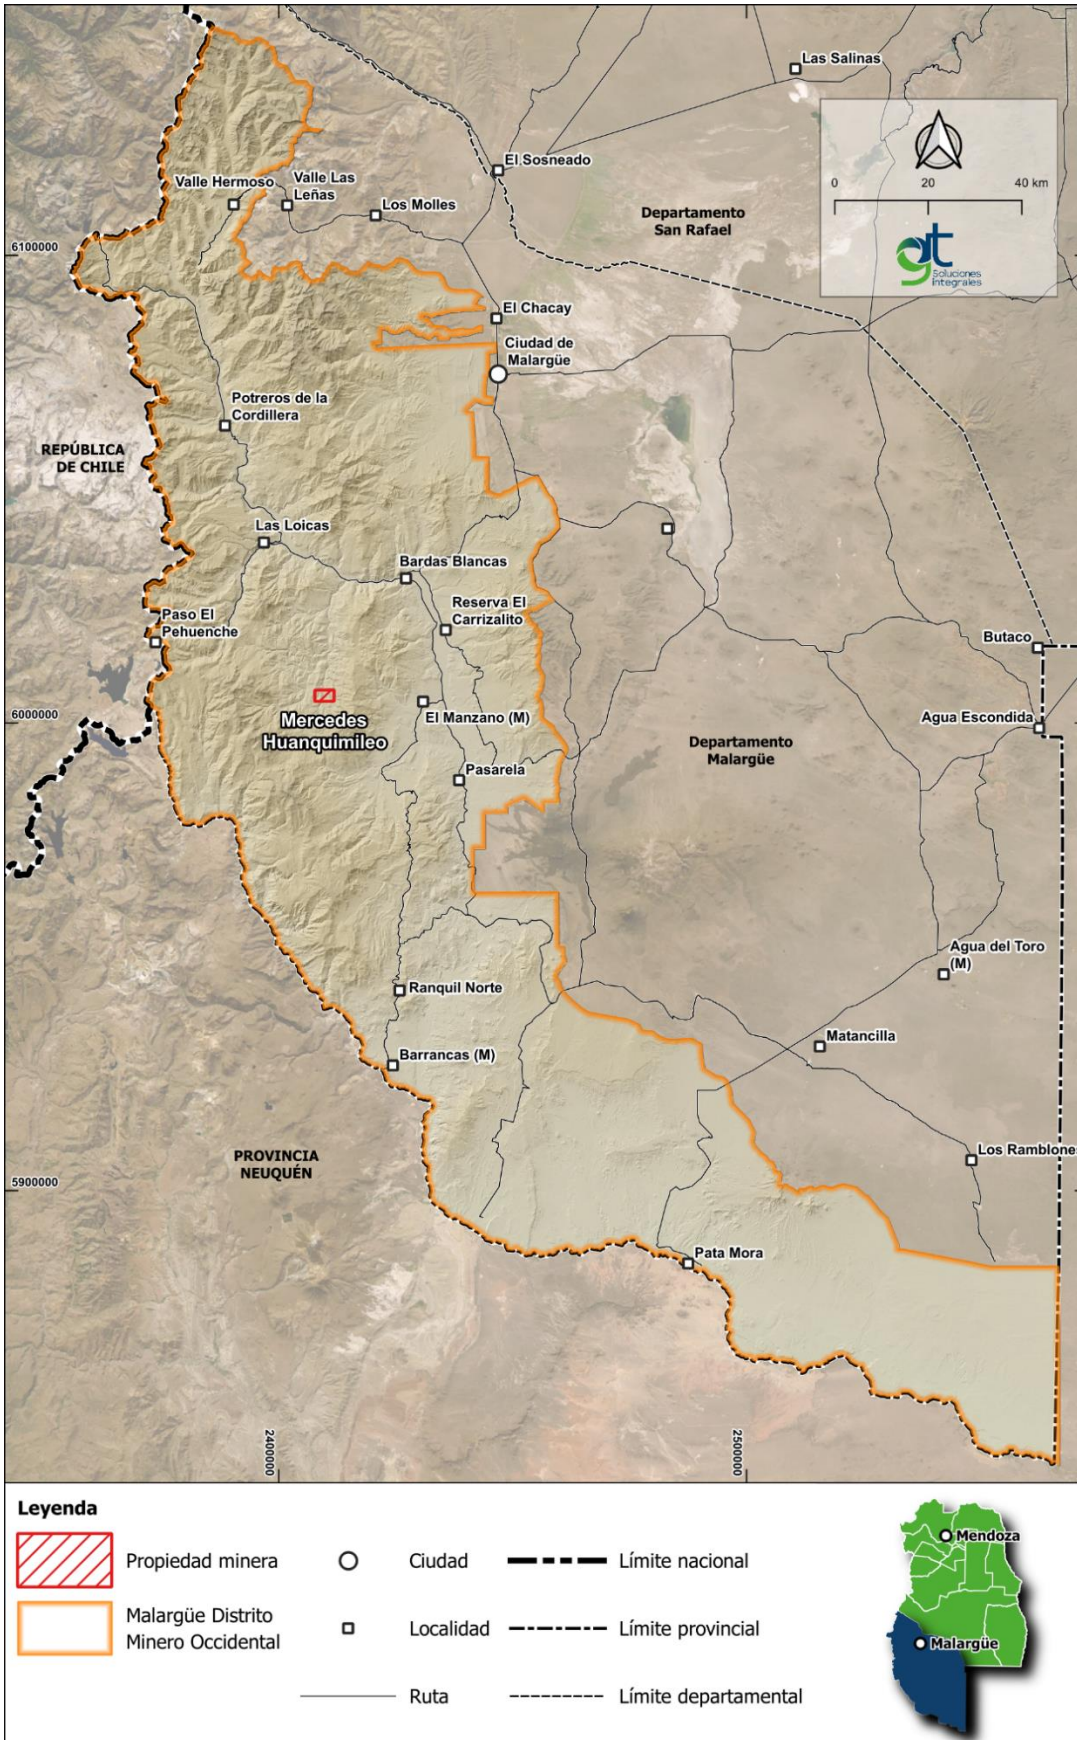 Las Salinas
0
20
40 km
gt
Soluciones
Integrales
El Sosneado
Valle Hermoso
Valle Las
Leñas
Los Molles
Departamento
San Rafael
6100000
El Chacay
Ciudad de
Malargüe
Potreros de la
Cordillera
REPÚBLICA
DE CHILE
Las Loicas
Bardas Blancas
Reserva El
Carrizalito
Paso El
Pehuenche
Butaco
6000000
Mercedes
Huanquimileo
El Manzano (M)
Agua Escondida
Departamento
Malargüe
Pasarela
Agua del Toro
(M)
Ranquil Norte
Matancilla
Barrancas (M)
PROVINCIA
NEUQUÉN
Los Ramblones
5900000
Pata Mora
2400000
2500000
Leyenda
Propiedad minera
Malargüe Distrito
Minero Occidental
Ciudad
Localidad
Ruta
Límite nacional
Límite provincial
Límite departamental
Mendoza
Malargüe